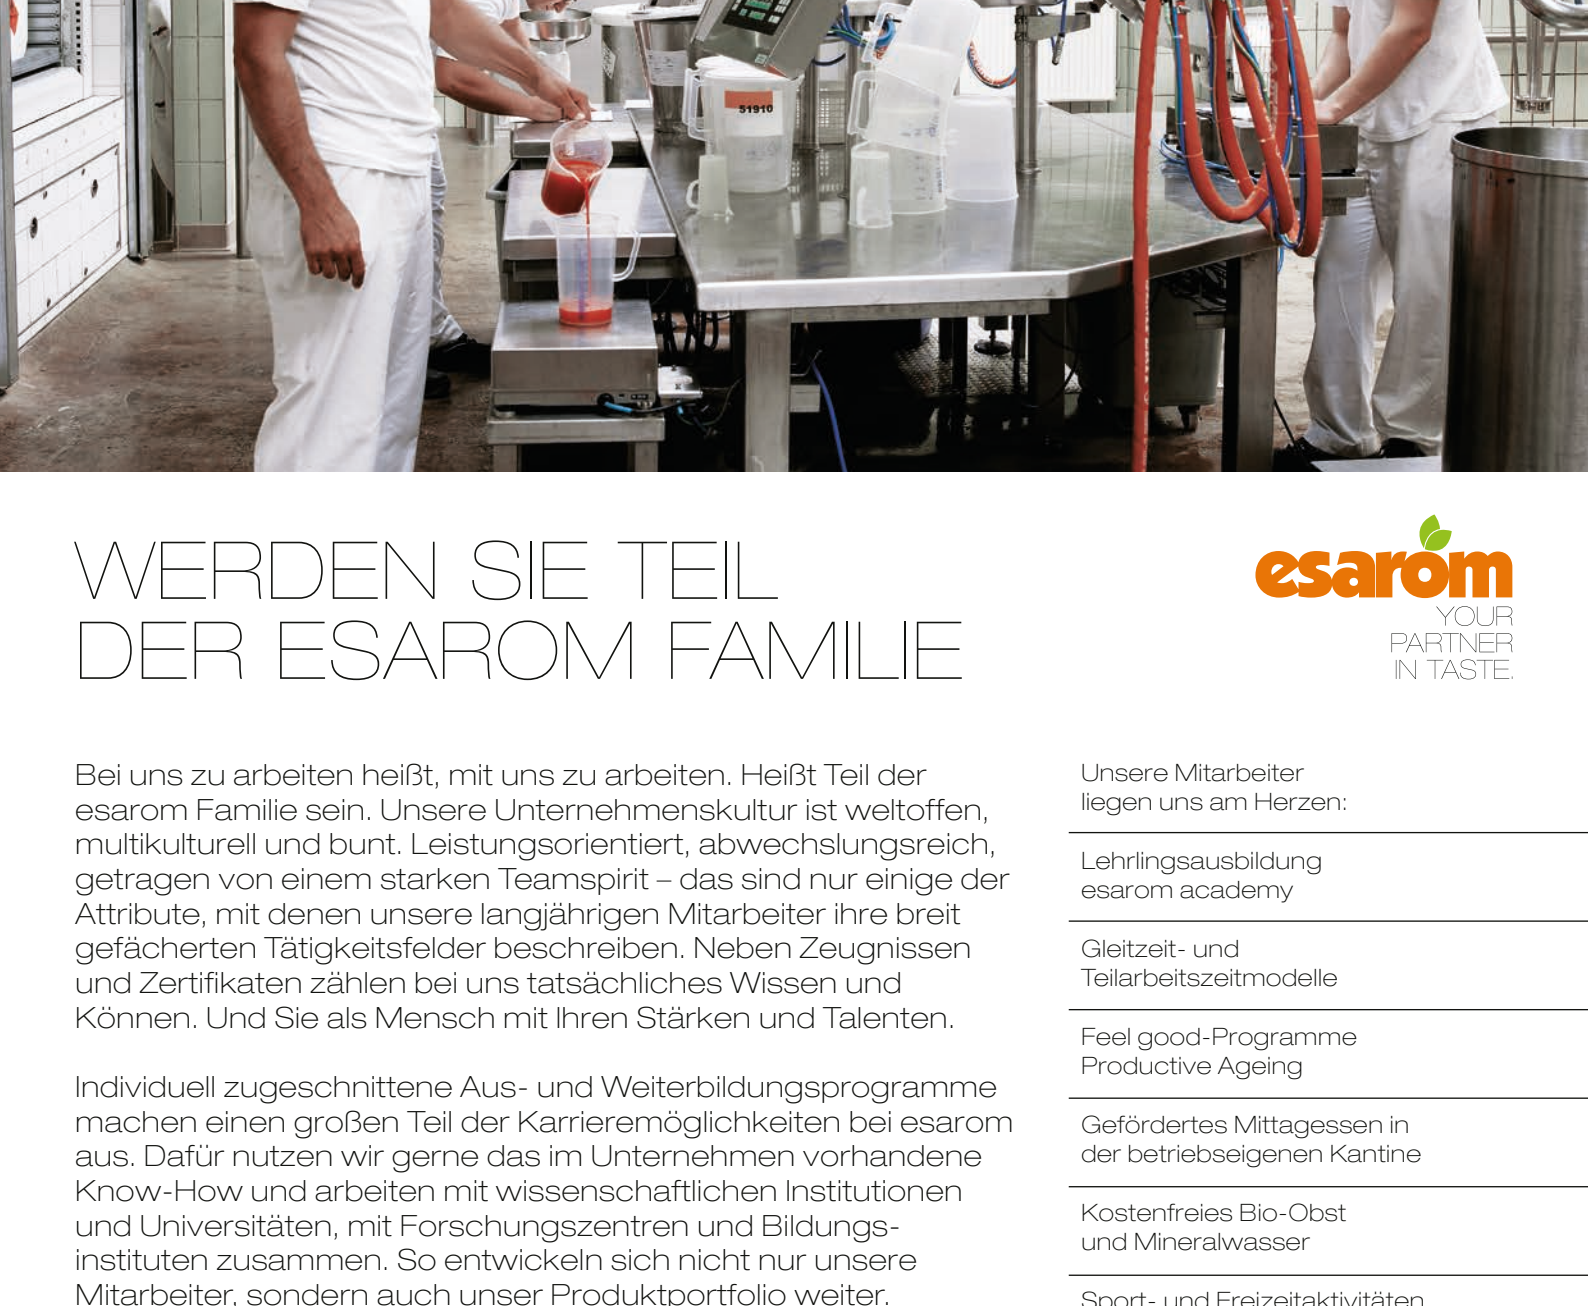 51910
WERDEN SIE TEIL
DER ESAROM FAMILIE
esarom
YOUR
PARTNER
IN TASTE.
Bei uns zu arbeiten heißt, mit uns zu arbeiten. Heißt Teil der
esarom Familie sein. Unsere Unternehmenskultur ist weltoffen,
multikulturell und bunt. Leistungsorientiert, abwechslungsreich,
getragen von einem starken Teamspirit – das sind nur einige der
Attribute, mit denen unsere langjährigen Mitarbeiter ihre breit
gefächerten Tätigkeitsfelder beschreiben. Neben Zeugnissen
und Zertifikaten zählen bei uns tatsächliches Wissen und
Können. Und Sie als Mensch mit Ihren Stärken und Talenten.
Individuell zugeschnittene Aus- und Weiterbildungsprogramme
machen einen großen Teil der Karrieremöglichkeiten bei esarom
aus. Dafür nutzen wir gerne das im Unternehmen vorhandene
Know-How und arbeiten mit wissenschaftlichen Institutionen
und Universitäten, mit Forschungszentren und Bildungs-
instituten zusammen. So entwickeln sich nicht nur unsere
Mitarbeiter, sondern auch unser Produktportfolio weiter.
Unsere Mitarbeiter
liegen uns am Herzen:
Lehrlingsausbildung
esarom academy
Gleitzeit- und
Teilarbeitszeitmodelle
Feel good-Programme
Productive Ageing
Gefördertes Mittagessen in
der betriebseigenen Kantine
Kostenfreies Bio-Obst
und Mineralwasser
Sport- und Freizeitaktivitäten